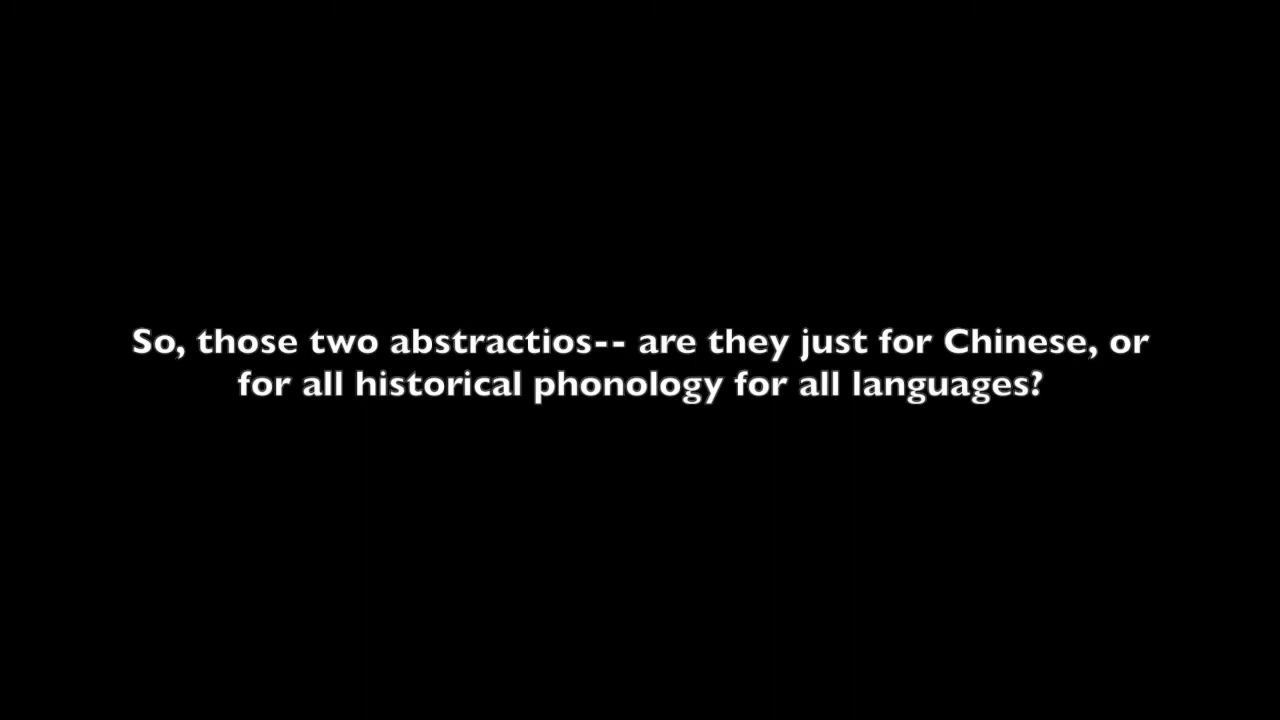 So, those two abstractios-- are they just for Chinese, or
for all historical phonology for all languages?